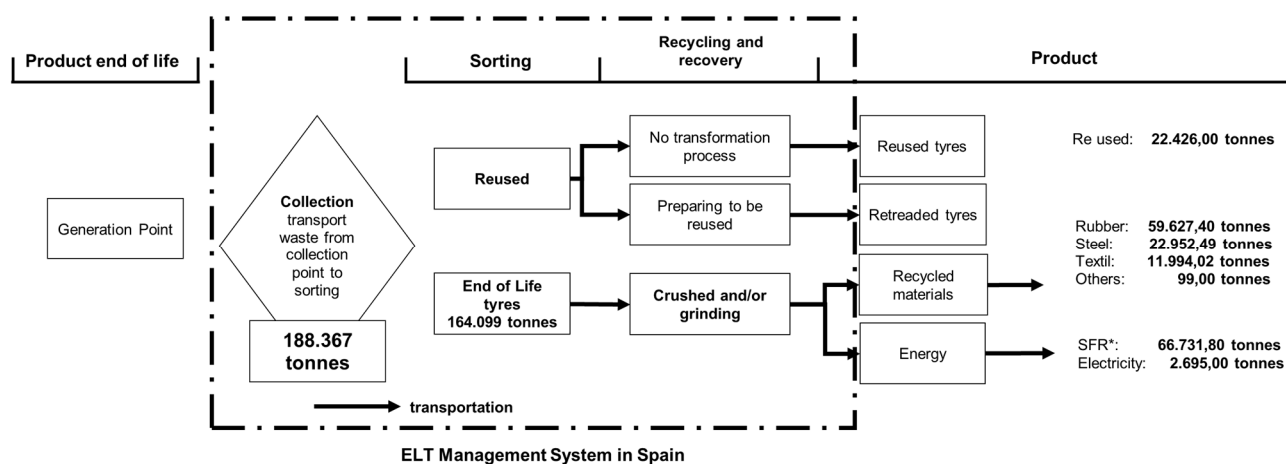 Product end of life
Sorting
Recycling and
recovery
Product
Generation Point
Collection
transport
waste from
collection
point to
sorting
188.367
tonnes
Reused
No transformation
process
Preparing to be
reused
End of Life
tyres
164.099 tonnes
Crushed and/or
grinding
Reused tyres
Retreaded tyres
Recycled
materials
Energy
Re used: 22.426,00 tonnes
Rubber: 59.627,40 tonnes
Steel: 22.952,49 tonnes
Textil: 11.994,02 tonnes
Others: 99,00 tonnes
SFR*: 66.731,80 tonnes
Electricity: 2.695,00 tonnes
transportation
ELT Management System in Spain